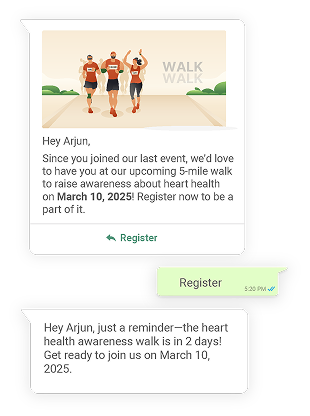 WALK
WALK
Hey Arjun,
Since you joined our last event, we'd love
to have you at our upcoming 5-mile walk
to raise awareness about heart health
on March 10, 2025! Register now to be a
part of it.
Register
Register
5:20 PM
Hey Arjun, just a reminder—the heart
health awareness walk is in 2 days!
Get ready to join us on March 10,
2025.